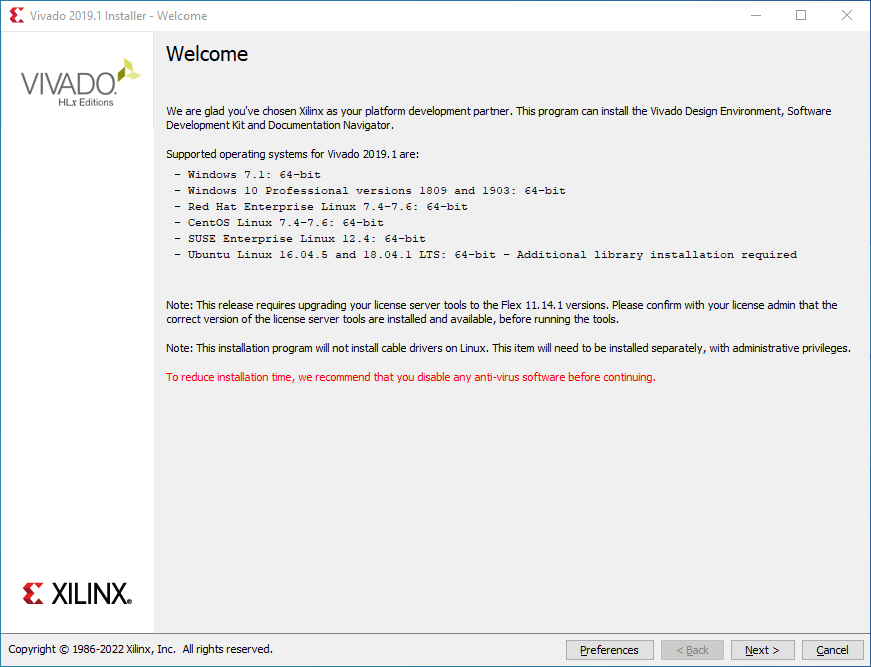 Vivado 2019.1 Installer - Welcome
VIVADO.
HLx Editions
Welcome
We are glad you've chosen Xilinx as your platform development partner. This program can install the Vivado Design Environment, Software
Development Kit and Documentation Navigator.
Supported operating systems for Vivado 2019.1 are:
- Windows 7.1: 64-bit
- Windows 10 Professional versions 1809 and 1903: 64-bit
- Red Hat Enterprise Linux 7.4-7.6: 64-bit
- CentOS Linux 7.4-7.6: 64-bit
- SUSE Enterprise Linux 12.4: 64-bit
- Ubuntu Linux 16.04.5 and 18.04.1 LTS: 64-bit - Additional library installation required
Note: This release requires upgrading your license server tools to the Flex 11.14.1 versions. Please confirm with your license admin that the
correct version of the license server tools are installed and available, before running the tools.
Note: This installation program will not install cable drivers on Linux. This item will need to be installed separately, with administrative privileges.
To reduce installation time, we recommend that you disable any anti-virus software before continuing.
XILINX®
Copyright © 1986-2022 Xilinx, Inc. All rights reserved.
Preferences
< Back
Next >
Cancel